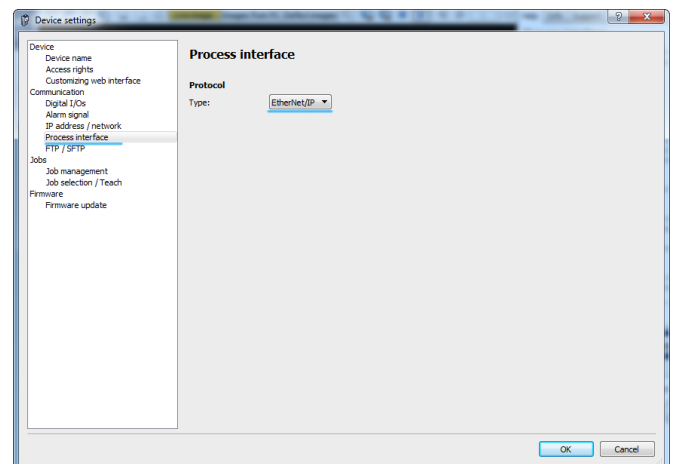 Device settings
Device
Device name
Access rights
Customizing web interface
Communication
Digital I/Os
Alarm signal
IP address / network
Process interface
FTP / SFTP
Jobs
Job management
Job selection / Teach
Firmware
Firmware update
Process interface
Protocol
Type:
EtherNet/IP
OK
Cancel